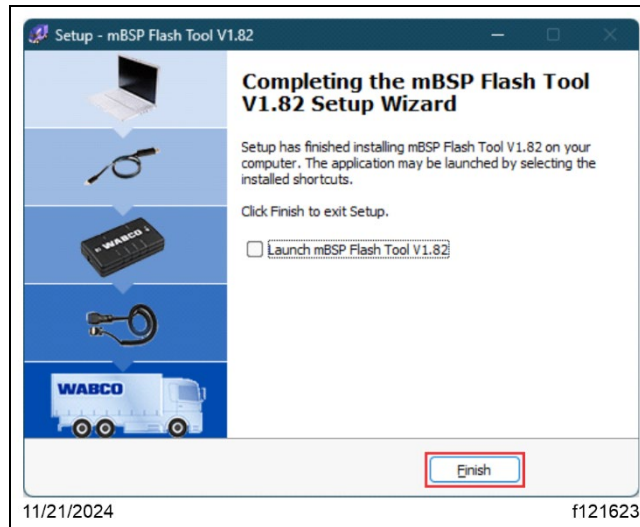 Setup - mBSP Flash Tool V1.82
Completing the mBSP Flash Tool
V1.82 Setup Wizard
Setup has finished installing mBSP Flash Tool V1.82 on your
computer. The application may be launched by selecting the
installed shortcuts.
Click Finish to exit Setup.
Launch mBSP Flash Tool V1.82
WABCO
WABCO
Finish
11/21/2024
f121623